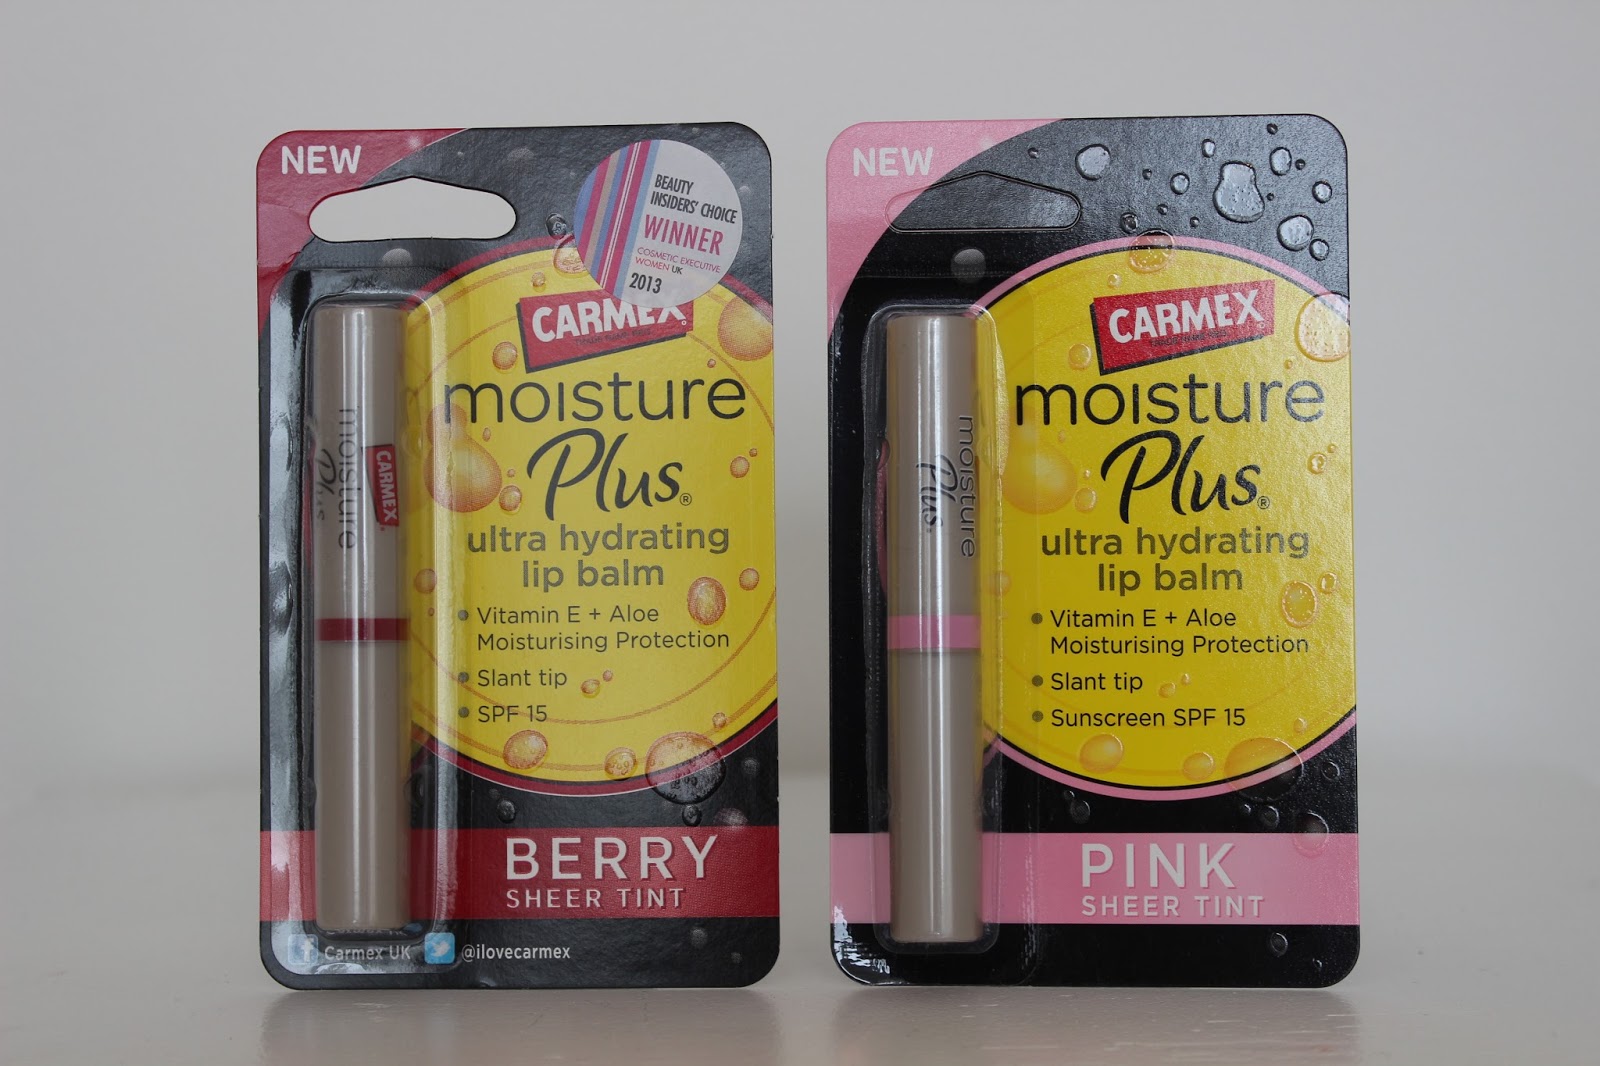 NEW
BEAUTY
INSIDERS' CHOICE
WINNER
COSMETIC EXECUTIVE
WOMEN UK
2013
CARMEX
moisture
Plus®
ultra hydrating
lip balm
• Vitamin E + Aloe
Moisturising Protection
• Slant tip
• SPF 15
CARMEX
moisture
Plus
BERRY
SHEER TINT
Carmex UK
@ilovecarmex
NEW
CARMEX
moisture
Plus®
ultra hydrating
lip balm
• Vitamin E + Aloe
Moisturising Protection
• Slant tip
• Sunscreen SPF 15
moisture
Plus
PINK
SHEER TINT